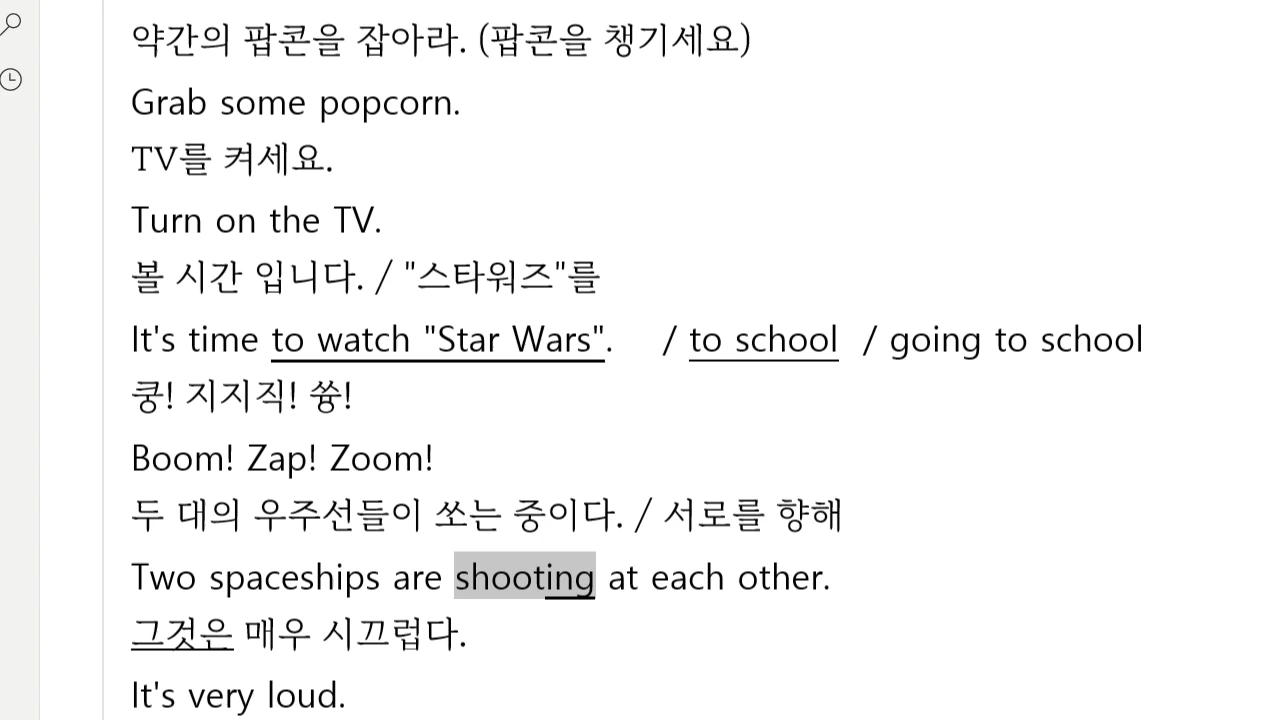 약간의 팝콘을 잡아라. (팝콘을 챙기세요)
Grab some popcorn.
TV를 켜세요.
Turn on the TV.
볼 시간 입니다. / "스타워즈"를
It's time to watch "Star Wars". / to school / going to school
쿵! 지지직! 쓩!
Boom! Zap! Zoom!
두 대의 우주선들이 쏘는 중이다. / 서로를 향해
Two spaceships are shooting at each other.
그것은 매우 시끄럽다.
It's very loud.